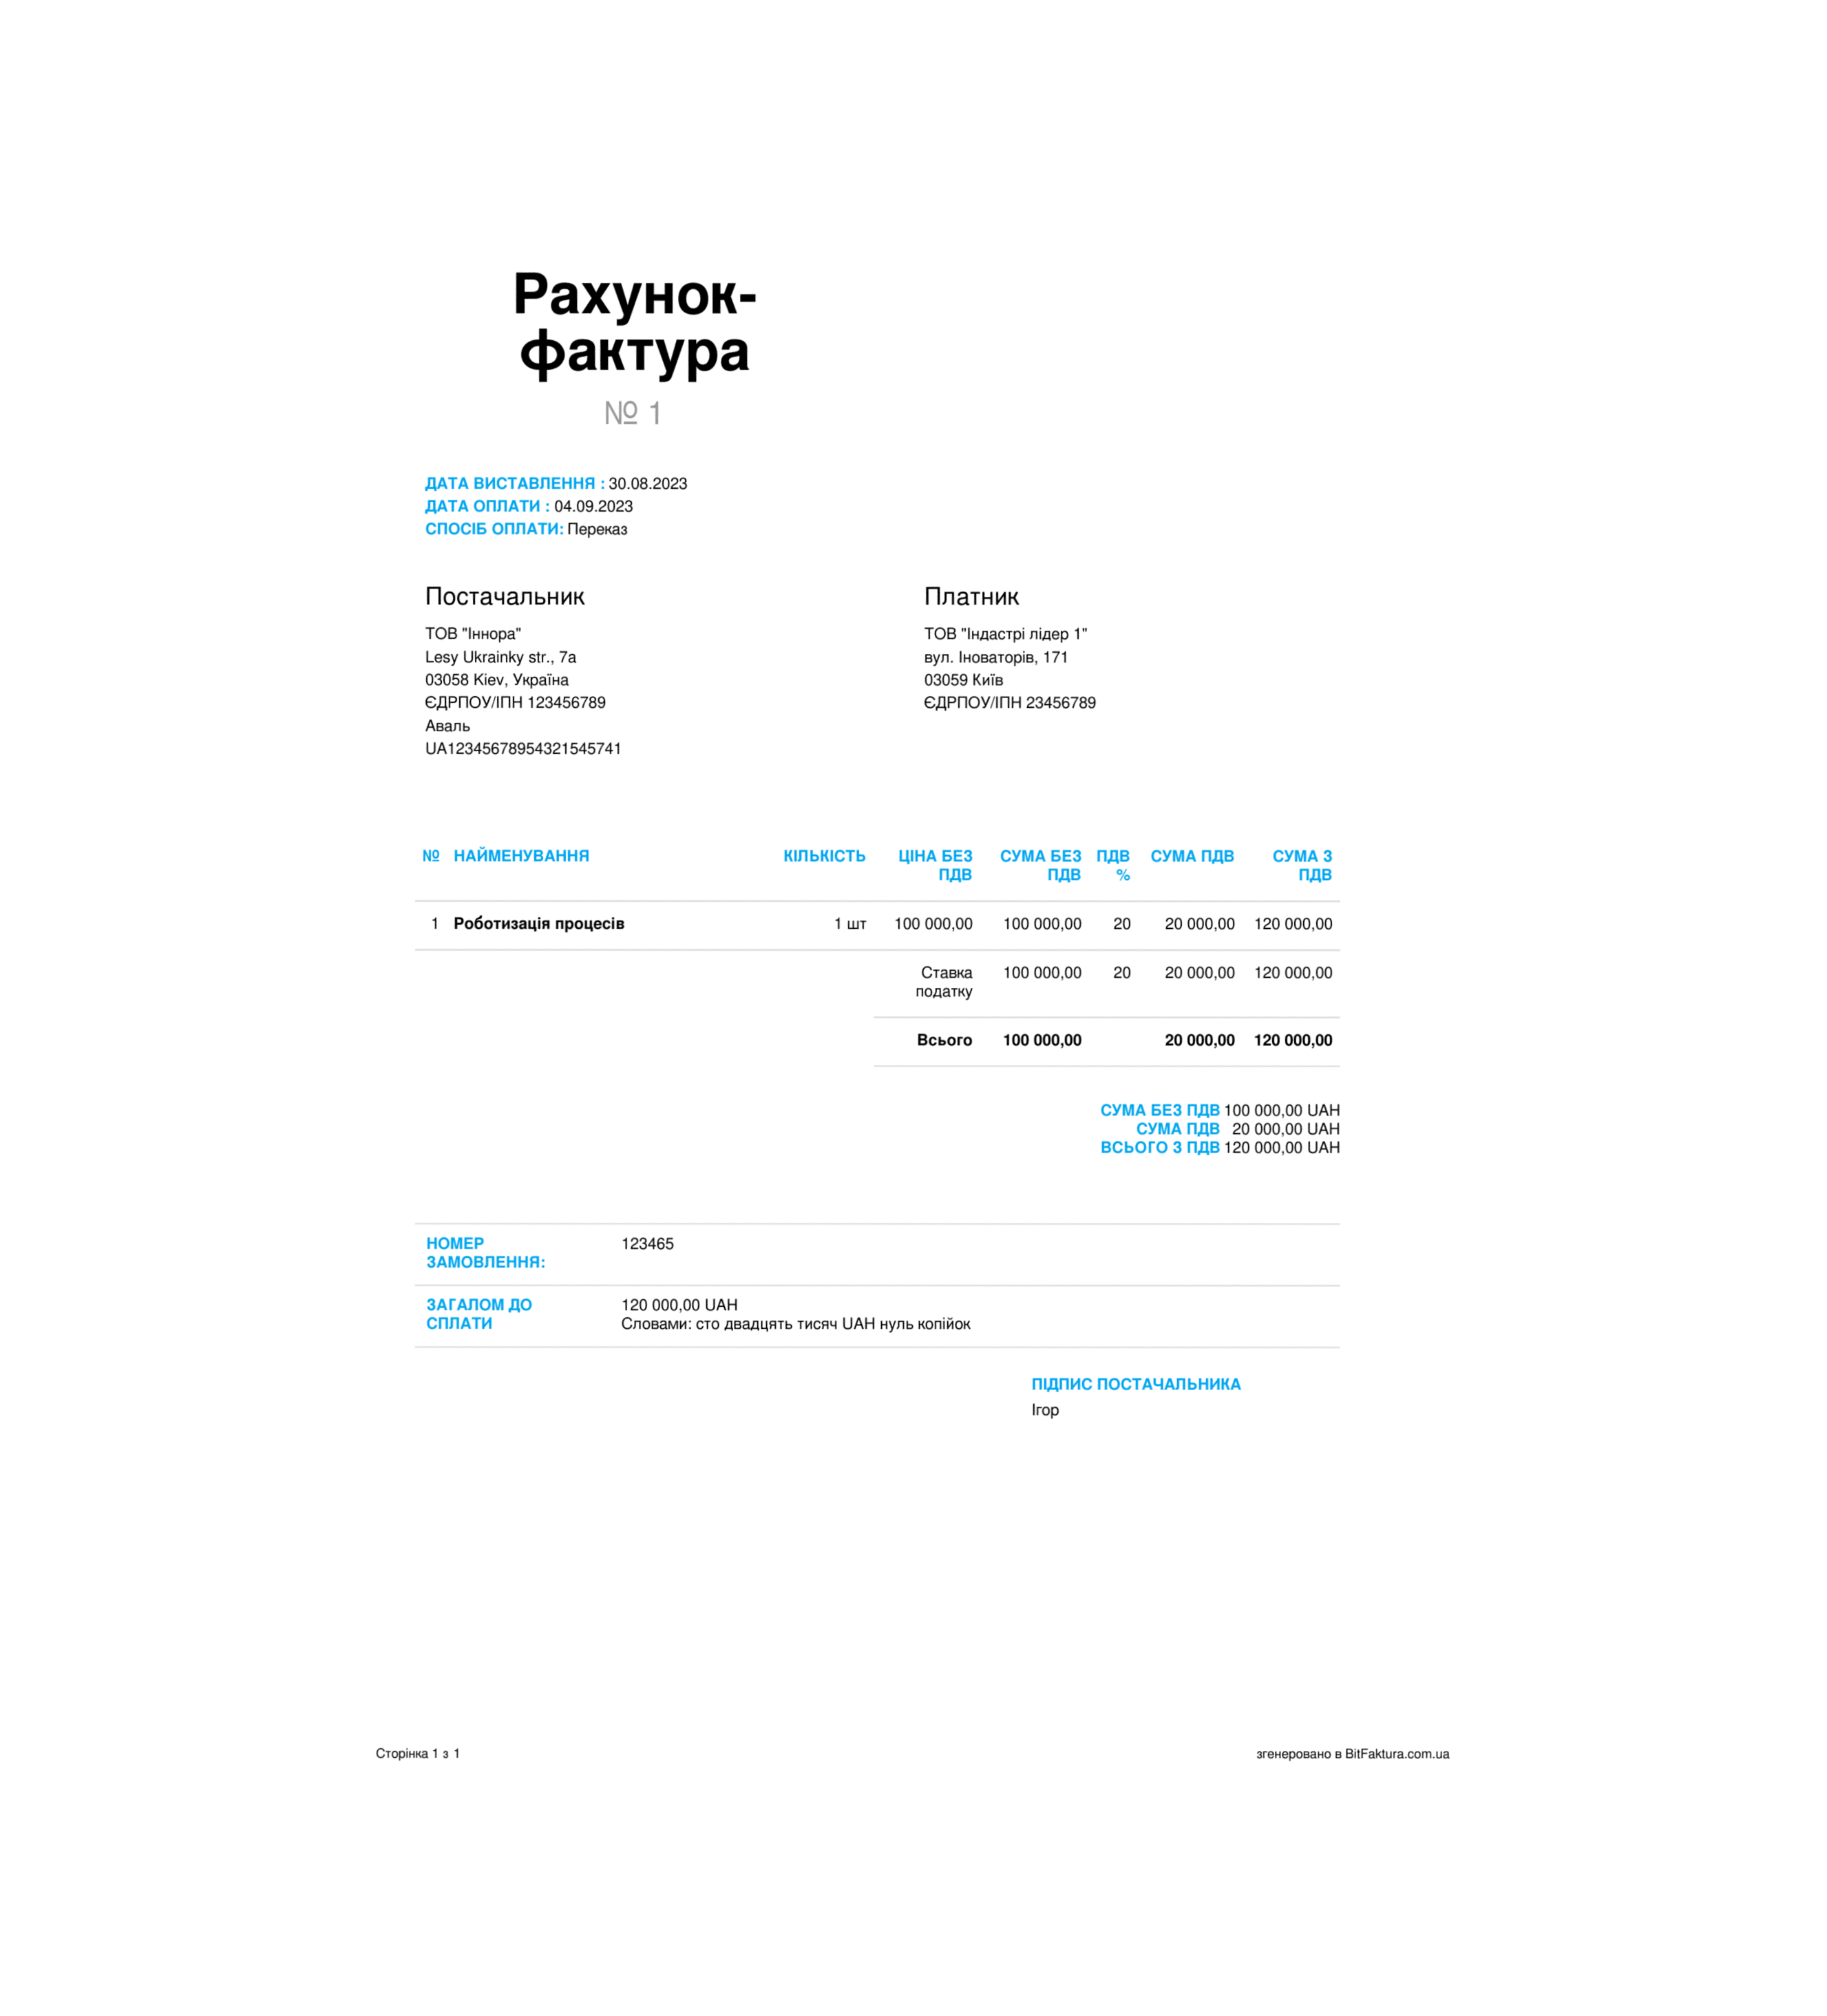 Рахунок-
фактура
№ 1
ДАТА ВИСТАВЛЕННЯ : 30.08.2023
ДАТА ОПЛАТИ : 04.09.2023
СПОСІБ ОПЛАТИ: Переказ
Постачальник
ТОВ "Іннора"
Lesy Ukrainky str., 7a
03058 Kiev, Україна
ЄДРПОУ/ІПН 123456789
Аваль
UA12345678954321545741
Платник
ТОВ "Індастрі лідер 1"
вул. Іноваторів, 171
03059 Київ
ЄДРПОУ/ІПН 23456789
№ НАЙМЕНУВАННЯ КІЛЬКІСТЬ ЦІНА БЕЗ ПДВ СУМА БЕЗ ПДВ ПДВ % СУМА ПДВ СУМА З ПДВ
1 Роботизація процесів 1 шт 100 000,00 100 000,00 20 20 000,00 120 000,00
Ставка податку 100 000,00 20 20 000,00 120 000,00
Всього 100 000,00 20 000,00 120 000,00
СУМА БЕЗ ПДВ 100 000,00 UAH
СУМА ПДВ 20 000,00 UAH
ВСЬОГО З ПДВ 120 000,00 UAH
НОМЕР ЗАМОВЛЕННЯ: 123465
ЗАГАЛОМ ДО СПЛАТИ 120 000,00 UAH
Словами: сто двадцять тисяч UAH нуль копійок
ПІДПИС ПОСТАЧАЛЬНИКА
Ігор
Сторінка 1 з 1
згенеровано в BitFaktura.com.ua